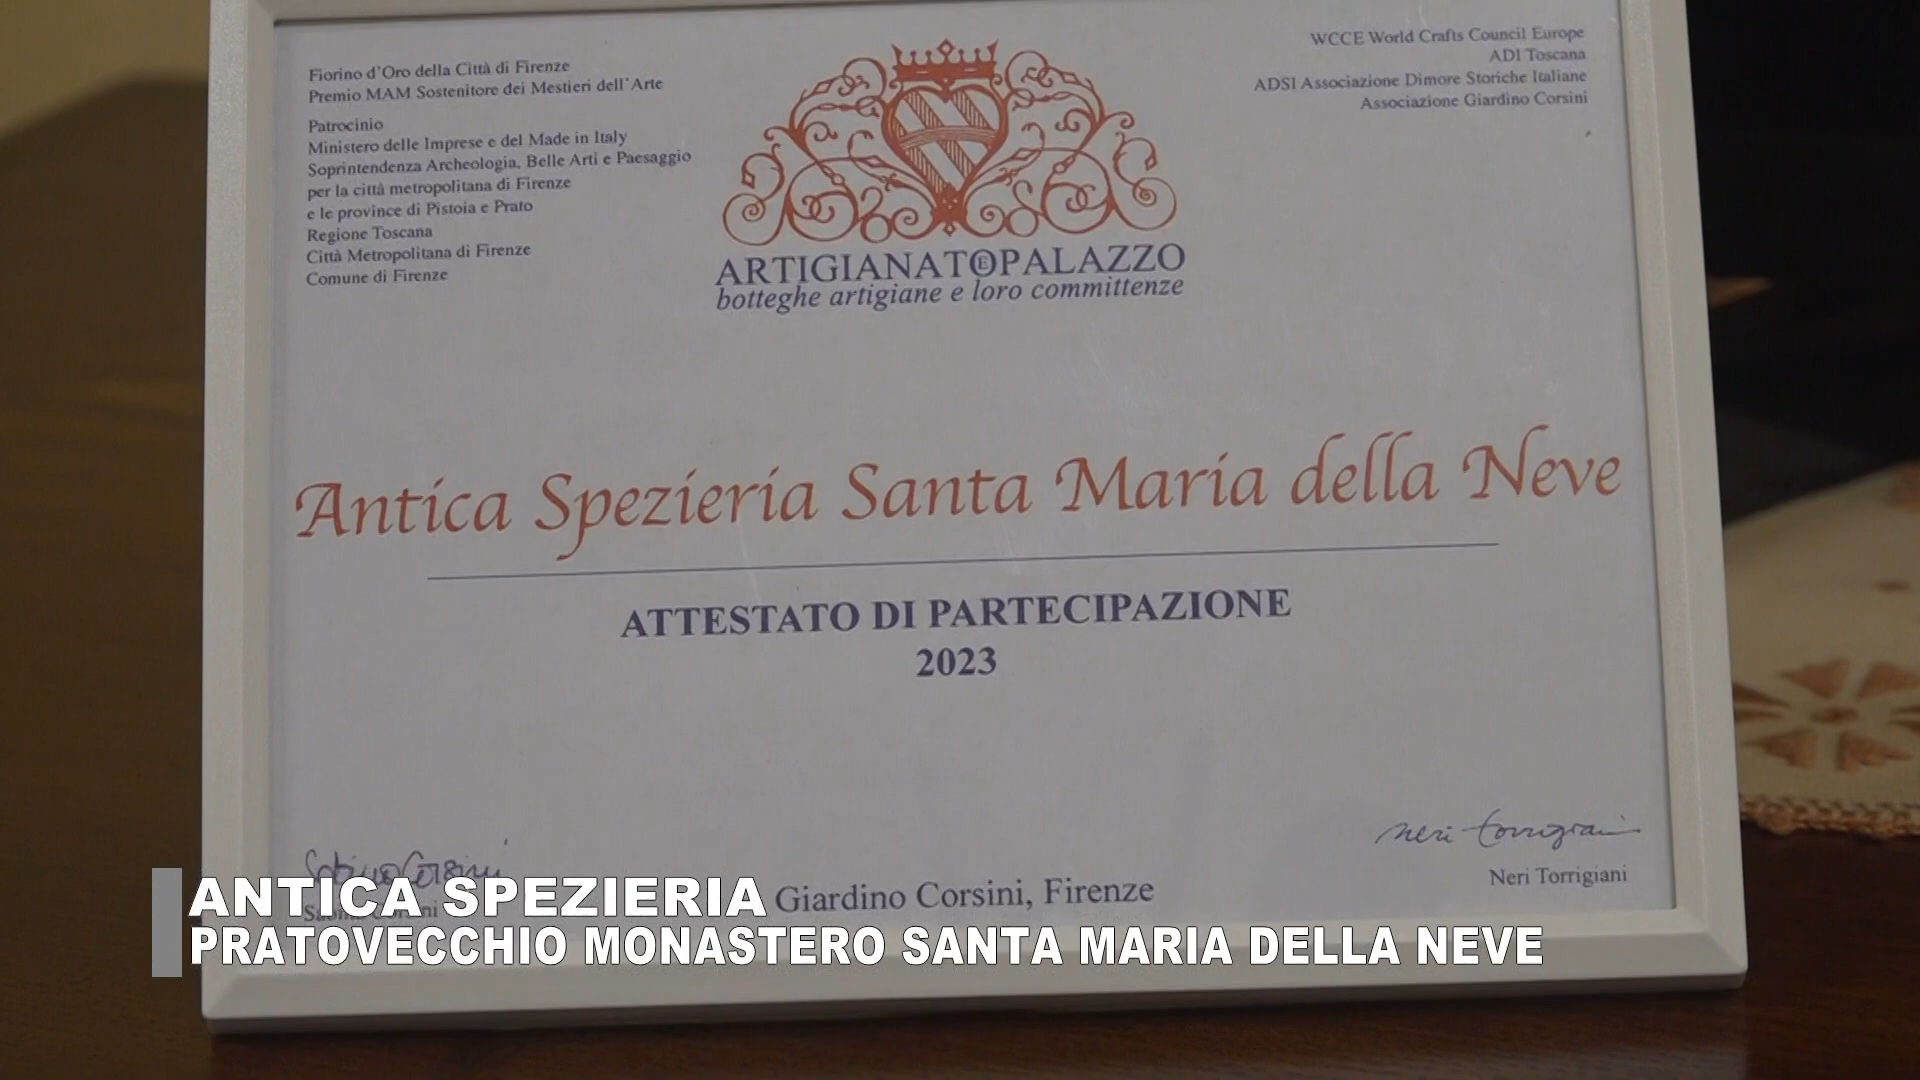 Fiorino d'Oro della Città di Firenze
Premio MAM Sostenitore dei Mestieri dell'Arte
Patrocinio
Ministero delle Imprese e del Made in Italy
Soprintendenza Archeologia, Belle Arti e Paesaggio
per la città metropolitana di Firenze
e le province di Pistoia e Prato
Regione Toscana
Città Metropolitana di Firenze
Comune di Firenze
WCCE World Crafts Council Europe
ADI Toscana
ADSI Associazione Dimore Storiche Italiane
Associazione Giardino Corsini
ARTIGIANATOEPALAZZO
botteghe artigiane e loro committenze
Antica Spezieria Santa Maria della Neve
ATTESTATO DI PARTECIPAZIONE
2023
neri torrigiani
Neri Torrigiani
Giardino Corsini, Firenze
ANTICA SPEZIERIA
PRATOVECCHIO MONASTERO SANTA MARIA DELLA NEVE